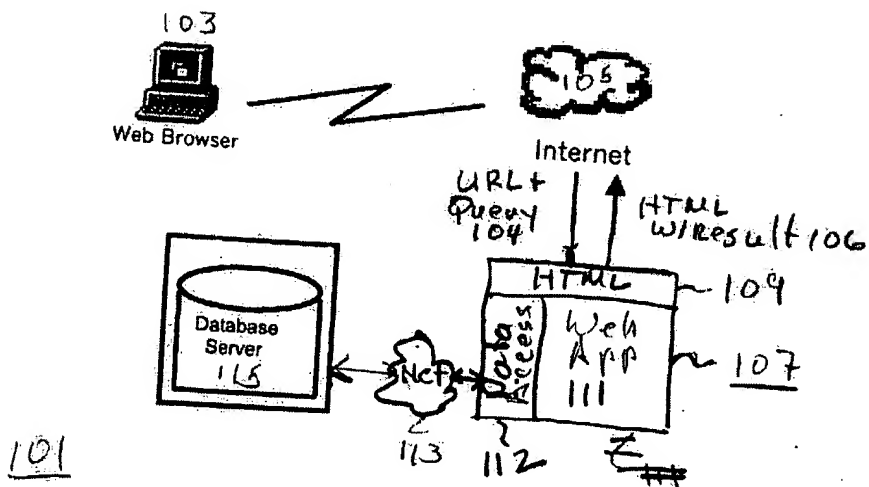 103
Web Browser
105
Internet
URL+
Query
104
HTML
W/Result 106
HTML
109
Data
Access
Web
App
111
107
Database
Server
115
Net
113
112
101